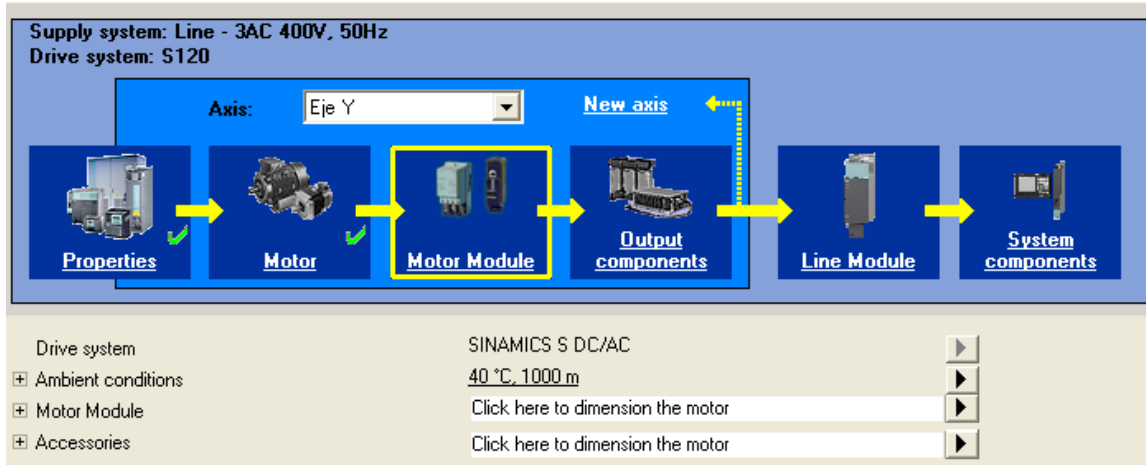 Supply system: Line - 3AC 400V, 50Hz
Drive system: S120
Axis: Eje Y New axis
Properties Motor Motor Module Output components Line Module System components
Drive system SINAMICS S DC/AC
Ambient conditions 40 °C, 1000 m
Motor Module Click here to dimension the motor
Accessories Click here to dimension the motor